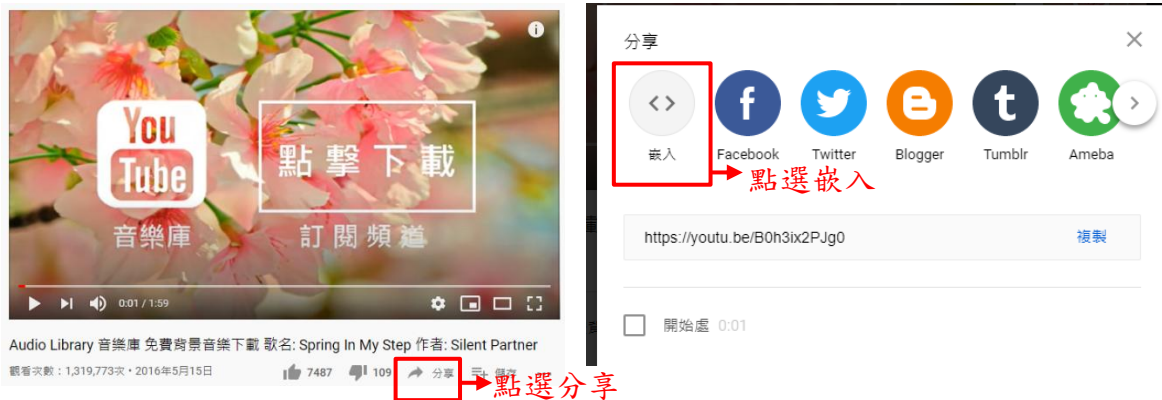 You
Tube
音樂庫
點擊下載
訂閱頻道
0:01 / 1:59
Audio Library 音樂庫 免費背景音樂下載 歌名: Spring In My Step 作者: Silent Partner
觀看次數：1,319,773次・2016年5月15日
7487
109
分享
儲存
點選分享
分享
嵌入
Facebook
Twitter
Blogger
Tumblr
Ameba
點選嵌入
https://youtu.be/B0h3ix2PJg0
複製
開始處 0:01